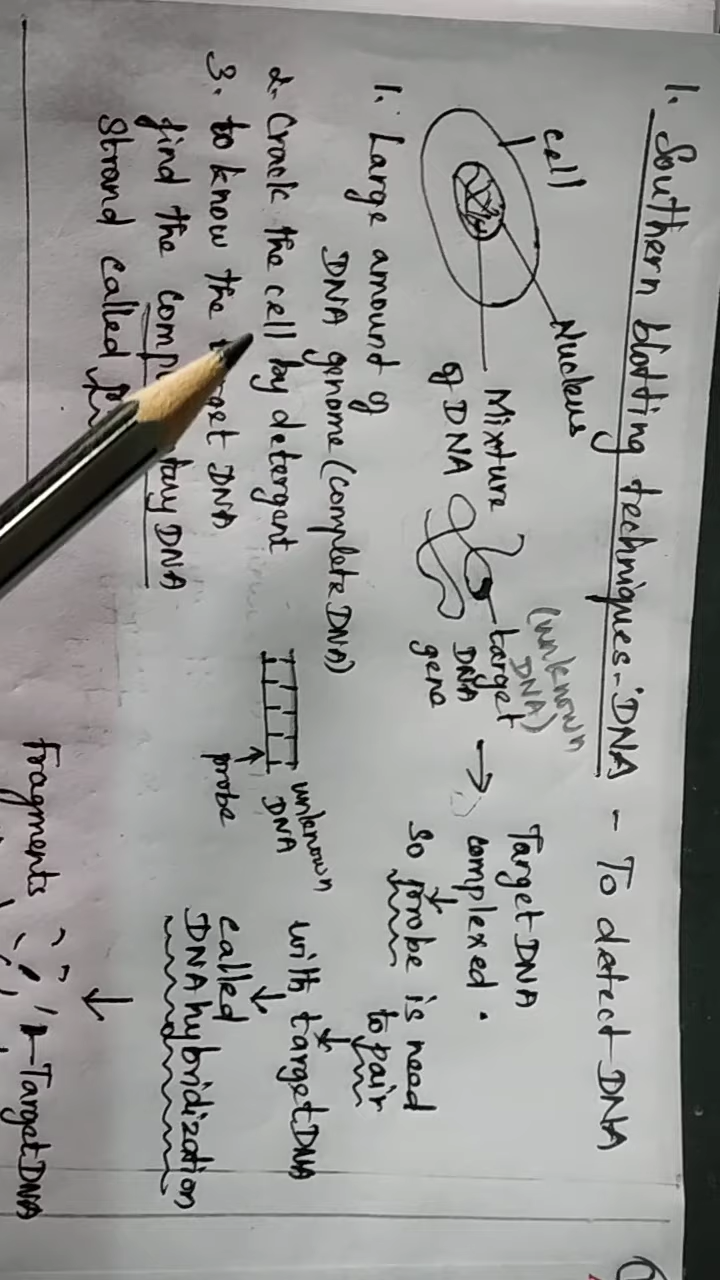 1. Southern blotting techniques - 'DNA - To detect DNA
cell
Nucleus
Mixture
of DNA
(unknown
DNA)
target
DNA
gene
Target DNA
complexed.
So probe is need
to pair
with target DNA
called
DNA hybridization
1. Large amount of
DNA genome (complete DNA)
2. Crack the cell by detergent
3. to know the target DNA
find the DNA
Strand called
unknown
DNA
probe
fragments
Target DNA